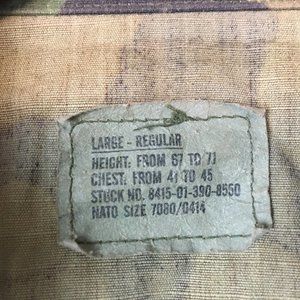 LARGE - REGULAR
HEIGHT: FROM 67 TO 71
CHEST: FROM 41 TO 45
STOCK NO. 8415-01-390-8550
NATO SIZE 7080/0414